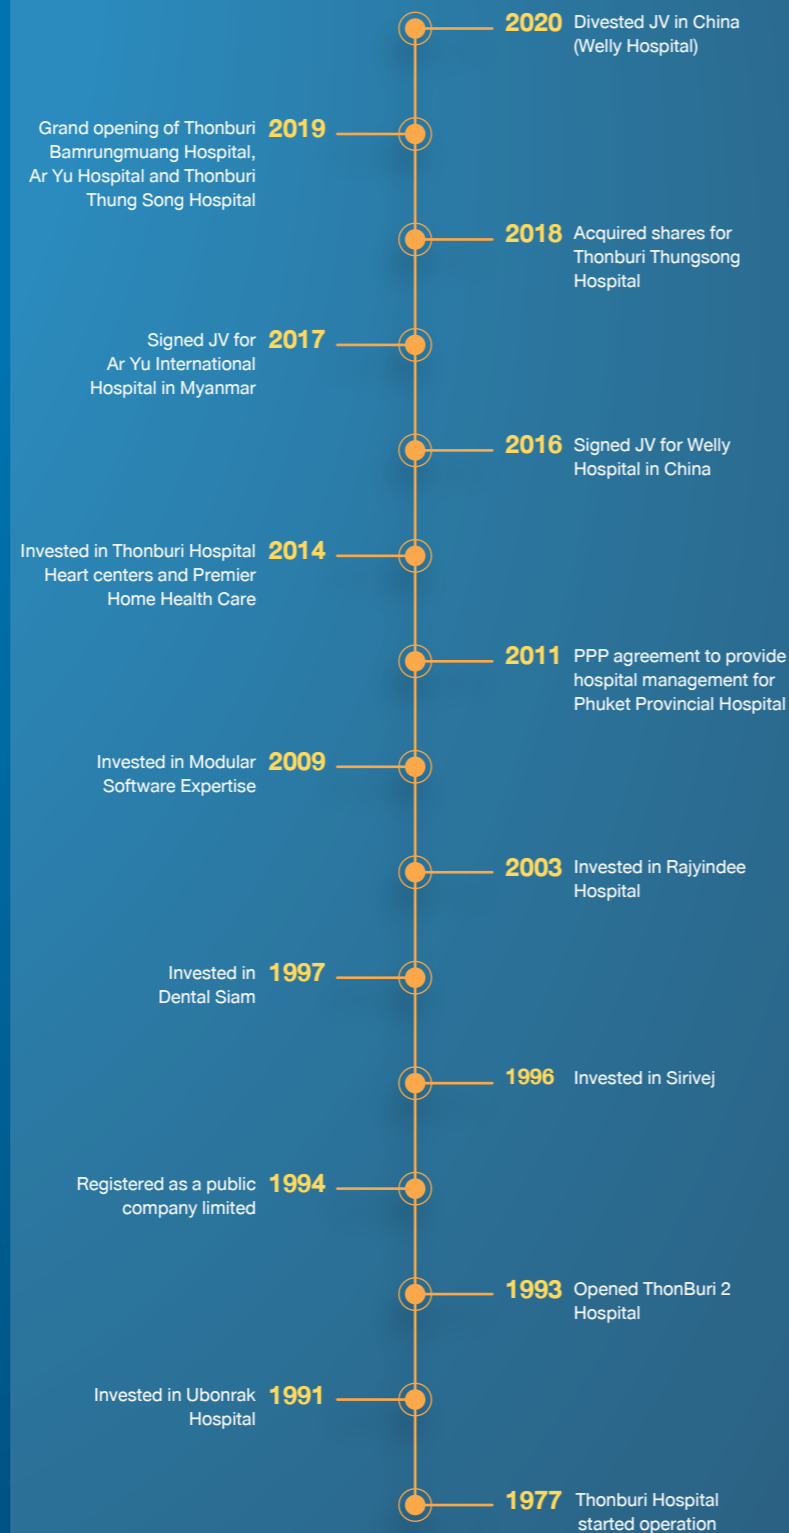 2020 Divested JV in China
(Welly Hospital)
Grand opening of Thonburi 2019
Bamrungmuang Hospital,
Ar Yu Hospital and Thonburi
Thung Song Hospital
2018 Acquired shares for
Thonburi Thungsong
Hospital
Signed JV for 2017
Ar Yu International
Hospital in Myanmar
2016 Signed JV for Welly
Hospital in China
Invested in Thonburi Hospital 2014
Heart centers and Premier
Home Health Care
2011 PPP agreement to provide
hospital management for
Phuket Provincial Hospital
Invested in Modular 2009
Software Expertise
2003 Invested in Rajyindee
Hospital
Invested in 1997
Dental Siam
1996 Invested in Sirivej
Registered as a public 1994
company limited
1993 Opened ThonBuri 2
Hospital
Invested in Ubonrak 1991
Hospital
1977 Thonburi Hospital
started operation